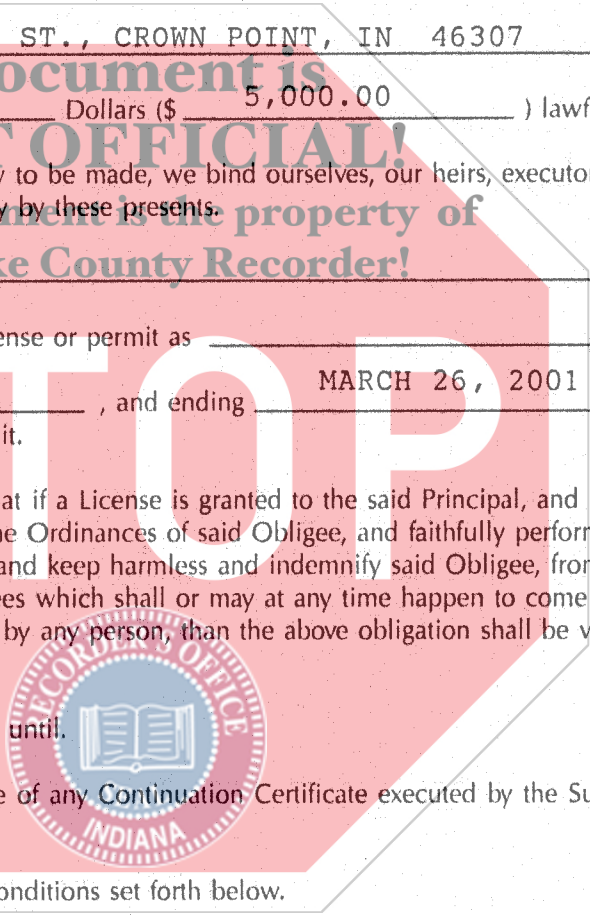 ST., CROWN POINT, IN 46307
ocument is
Dollars ($ 5,000.00 ) lawf
OFFICIAL!
y to be made, we bind ourselves, our heirs, executo
y by these presents.
ment is the property of
ke County Recorder!
ense or permit as
MARCH 26, 2001
, and ending
it.
STOP
at if a License is granted to the said Principal, and
ne Ordinances of said Obligee, and faithfully perform
and keep harmless and indemnify said Obligee, from
ees which shall or may at any time happen to come
by any person, than the above obligation shall be v
RECORDER'S OFFICE
until.
e of any Continuation Certificate executed by the Su
INDIANA
onditions set forth below.